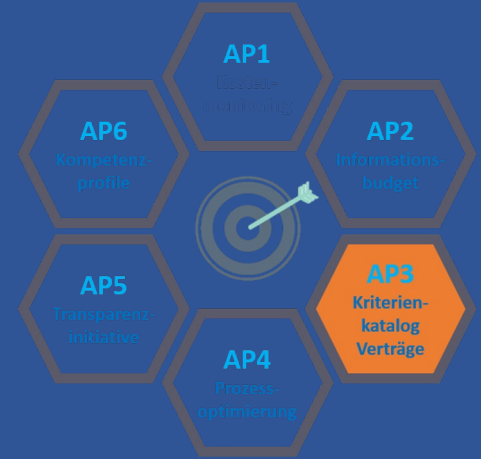 AP1
AP2
Informations-
budget
AP3
Kriterien-
katalog
Verträge
AP4
Prozess-
optimierung
AP5
Transparenz
initiative
AP6
Kompetenz-
profile